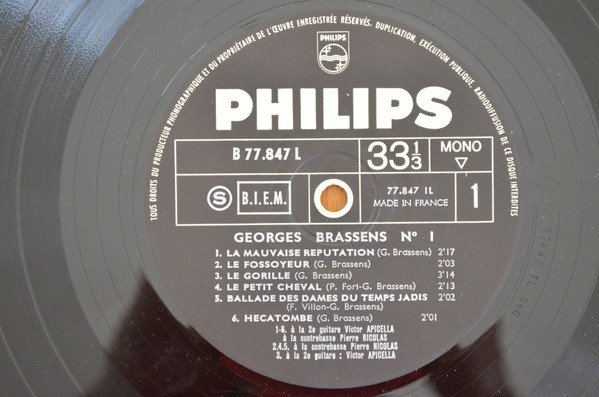 TOUS DROITS DU PRODUCTEUR PHONOGRAPHIQUE ET DU PROPRIÉTAIRE DE L'ŒUVRE ENREGISTRÉE RÉSERVÉS. DUPLICATION, EXÉCUTION PUBLIQUE, RADIODIFFUSION DE CE DISQUE INTERDITES
PHILIPS
PHILIPS
B 77.847 L
33 1/3
MONO
▽
S
B.I.E.M.
77.847 1L
MADE IN FRANCE
1
GEORGES BRASSENS N° 1
1. LA MAUVAISE REPUTATION (G. Brassens) 2'17
2. LE FOSSOYEUR (G. Brassens) 2'03
3. LE GORILLE (G. Brassens) 3'14
4. LE PETIT CHEVAL (P. Fort-G. Brassens) 2'13
5. BALLADE DES DAMES DU TEMPS JADIS 2'02
(F. Villon-G. Brassens)
6. HECATOMBE (G. Brassens) 2'01
1-6. à la 2e guitare Victor APICELLA
à la contrebasse Pierre NICOLAS
2.4.5. à la contrebasse Pierre NICOLAS
3. à la 2e guitare : Victor APICELLA